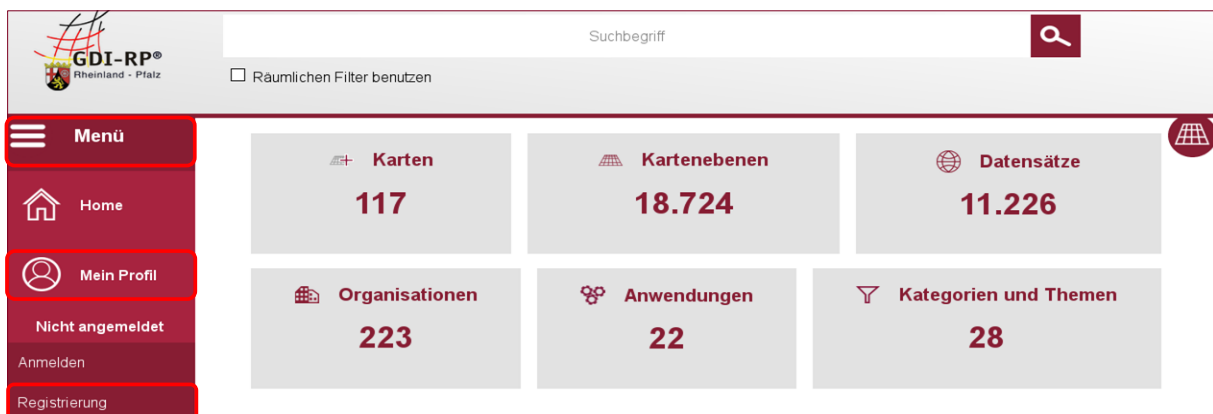 GDI-RP®
Rheinland - Pfalz
Suchbegriff
Räumlichen Filter benutzen
Menü
Home
Mein Profil
Nicht angemeldet
Anmelden
Registrierung
Karten
117
Kartenebenen
18.724
Datensätze
11.226
Organisationen
223
Anwendungen
22
Kategorien und Themen
28